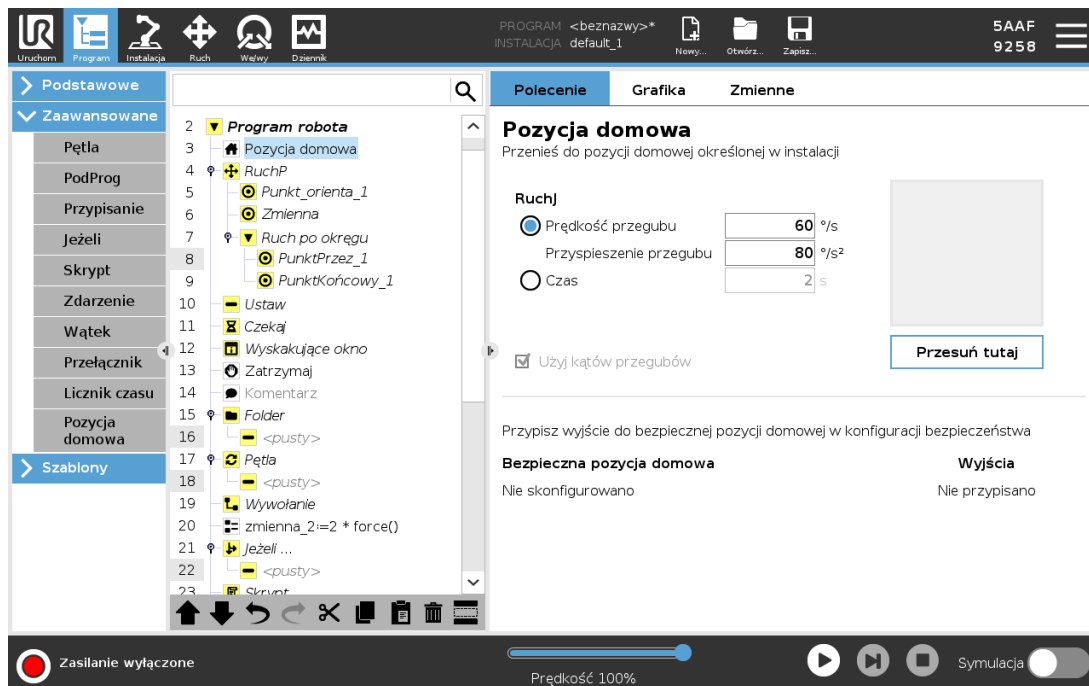 PROGRAM <beznazwy>*
INSTALACJA default_1
5AAF
9258
Uruchom Program Instalacja Ruch We/wy Dziennik Nowy... Otwórz... Zapisz...
Podstawowe
Zaawansowane
Pętla
PodProg
Przypisanie
Jeżeli
Skrypt
Zdarzenie
Wątek
Przełącznik
Licznik czasu
Pozycja
domowa
Szablony
2 Program robota
3 Pozycja domowa
4 RuchP
5 Punkt_orienta_1
6 Zmienna
7 Ruch po okręgu
8 PunktPrzez_1
9 PunktKońcowy_1
10 Ustaw
11 Czekaj
12 Wyskakujące okno
13 Zatrzymaj
14 Komentarz
15 Folder
16 <pusty>
17 Pętla
18 <pusty>
19 Wywołanie
20 zmienna_2≔2 * force()
21 Jeżeli ...
22 <pusty>
23 Skrypt
Polecenie Grafika Zmienne
Pozycja domowa
Przenieś do pozycji domowej określonej w instalacji
RuchJ
Prędkość przegubu 60 °/s
Przyspieszenie przegubu 80 °/s²
Czas 2 s
Użyj kątów przegubów
Przesuń tutaj
Przypisz wyjście do bezpiecznej pozycji domowej w konfiguracji bezpieczeństwa
Bezpieczna pozycja domowa Wyjścia
Nie skonfigurowano Nie przypisano
Zasilanie wyłączone
Prędkość 100%
Symulacja